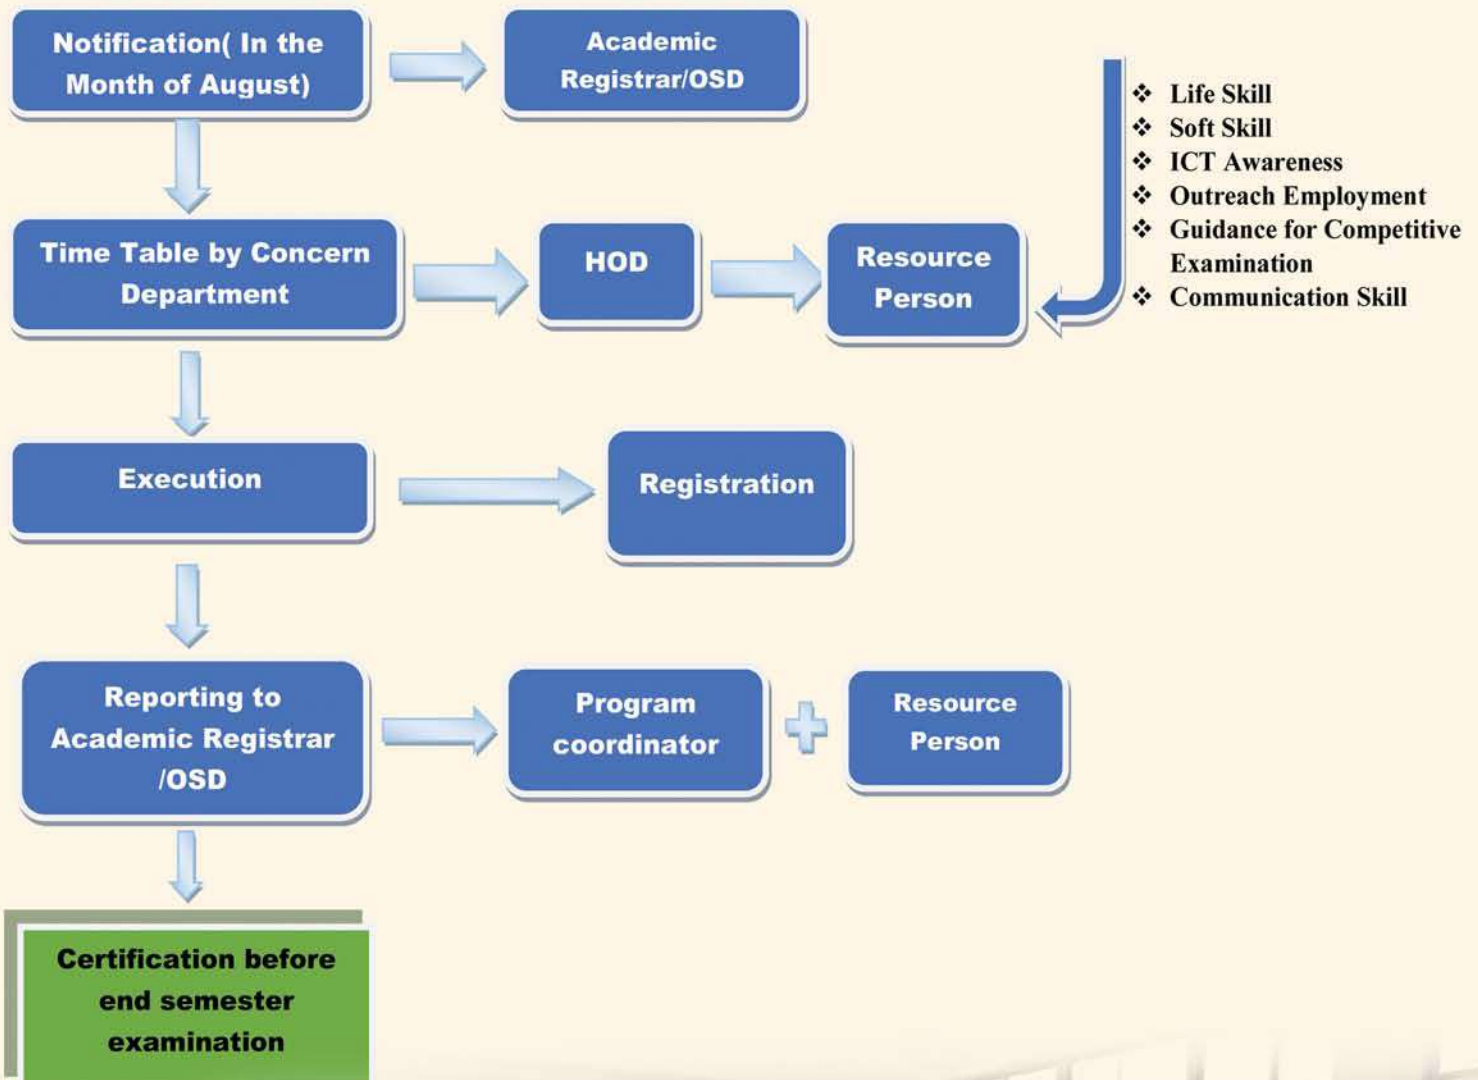 Notification( In the
Month of August)
Academic
Registrar/OSD
❖ Life Skill
❖ Soft Skill
❖ ICT Awareness
❖ Outreach Employment
❖ Guidance for Competitive
Examination
❖ Communication Skill
Time Table by Concern
Department
HOD
Resource
Person
Execution
Registration
Reporting to
Academic Registrar
/OSD
Program
coordinator
Resource
Person
Certification before
end semester
examination